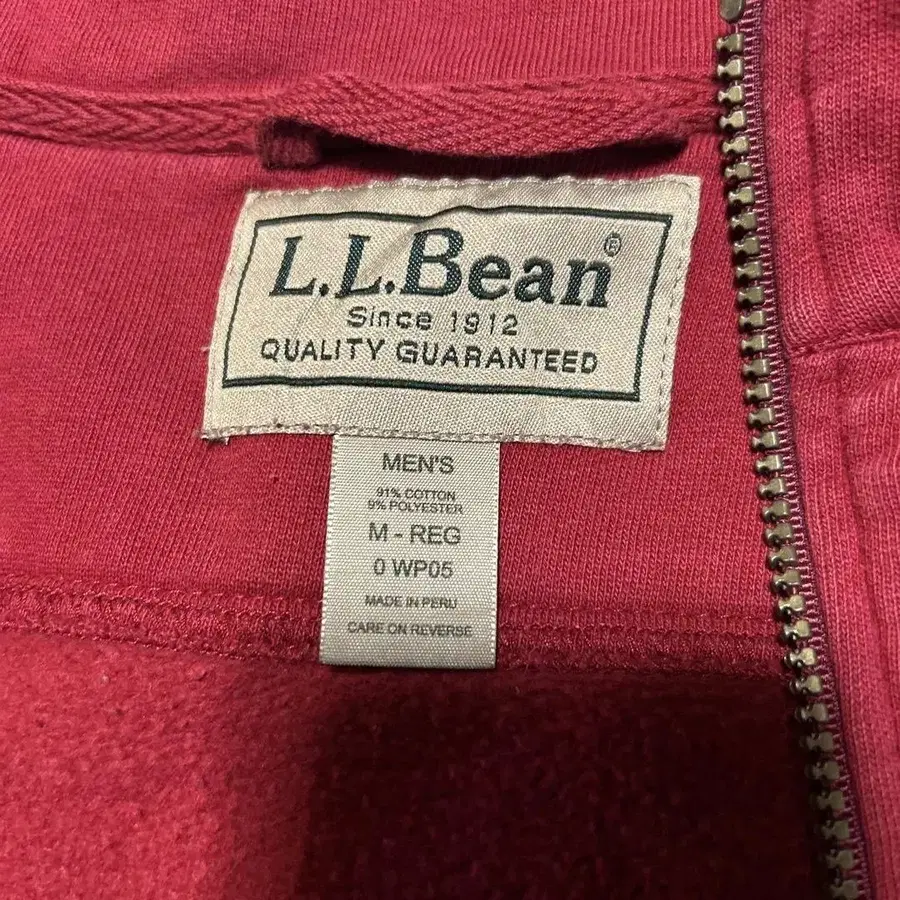 L.L.Bean®
Since 1912
QUALITY GUARANTEED
MEN'S
91% COTTON
9% POLYESTER
M - REG
0 WP05
MADE IN PERU
CARE ON REVERSE